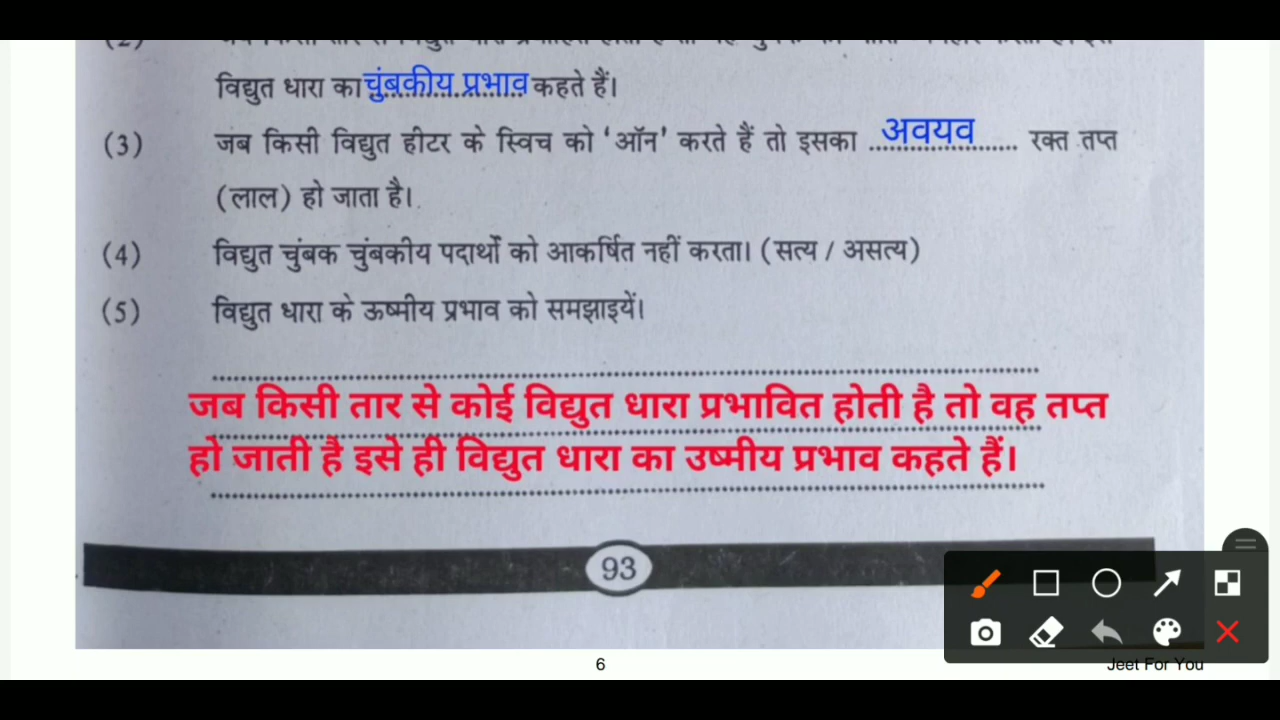 (2)
विद्युत धारा का चुंबकीय प्रभाव कहते हैं।
(3) जब किसी विद्युत हीटर के स्विच को 'ऑन' करते हैं तो इसका ....अवयव.... रक्त तप्त
(लाल) हो जाता है।
(4) विद्युत चुंबक चुंबकीय पदार्थों को आकर्षित नहीं करता। (सत्य / असत्य)
(5) विद्युत धारा के ऊष्मीय प्रभाव को समझाइयें।
जब किसी तार से कोई विद्युत धारा प्रभावित होती है तो वह तप्त
हो जाती है इसे ही विद्युत धारा का उष्मीय प्रभाव कहते हैं।
93
6
Jeet For You